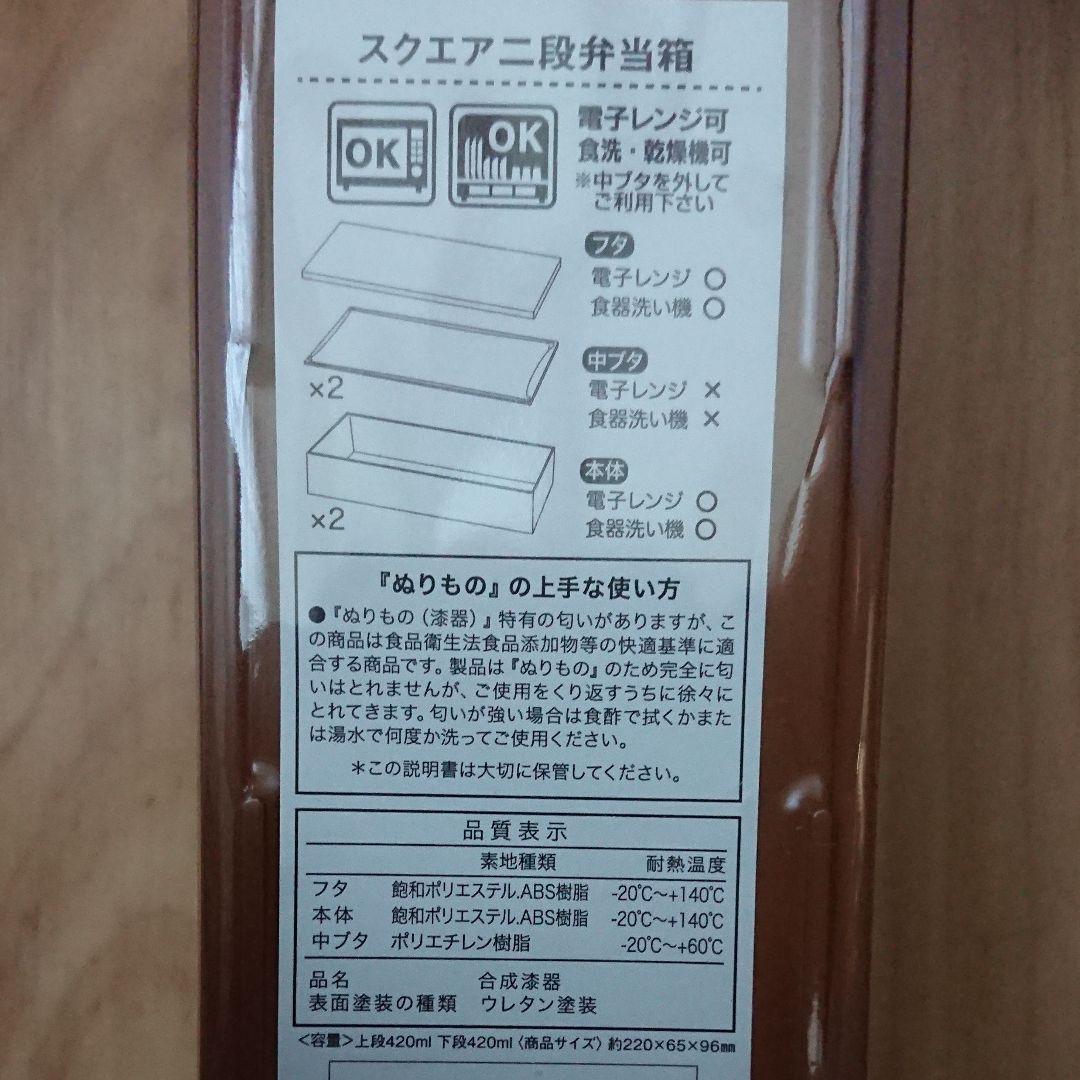 スクエア二段弁当箱
OK
OK
電子レンジ可
食洗・乾燥機可
※中ブタを外して
ご利用下さい
フタ
電子レンジ ○
食器洗い機 ○
×2
中ブタ
電子レンジ ×
食器洗い機 ×
×2
本体
電子レンジ ○
食器洗い機 ○
『ぬりもの』の上手な使い方
●『ぬりもの（漆器）』特有の匂いがありますが、こ
の商品は食品衛生法食品添加物等の快適基準に適
合する商品です。製品は『ぬりもの』のため完全に匂
いはとれませんが、ご使用をくり返すうちに徐々に
とれてきます。匂いが強い場合は食酢で拭くかまた
は湯水で何度か洗ってご使用ください。
＊この説明書は大切に保管してください。
品質表示
素地種類 耐熱温度
フタ 飽和ポリエステル.ABS樹脂 -20℃〜+140℃
本体 飽和ポリエステル.ABS樹脂 -20℃〜+140℃
中ブタ ポリエチレン樹脂 -20℃〜+60℃
品名 合成漆器
表面塗装の種類 ウレタン塗装
＜容量＞上段420ml 下段420ml〈商品サイズ〉約220×65×96㎜